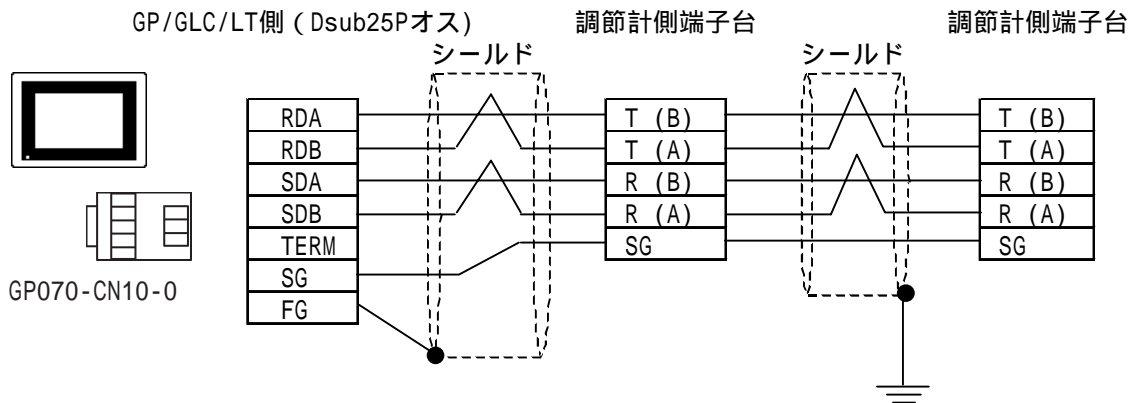 GP/GLC/LT側（Dsub25Pオス)
調節計側端子台
調節計側端子台
シールド
シールド
RDA
RDB
SDA
SDB
TERM
SG
FG
T (B)
T (A)
R (B)
R (A)
SG
T (B)
T (A)
R (B)
R (A)
SG
GP070-CN10-0